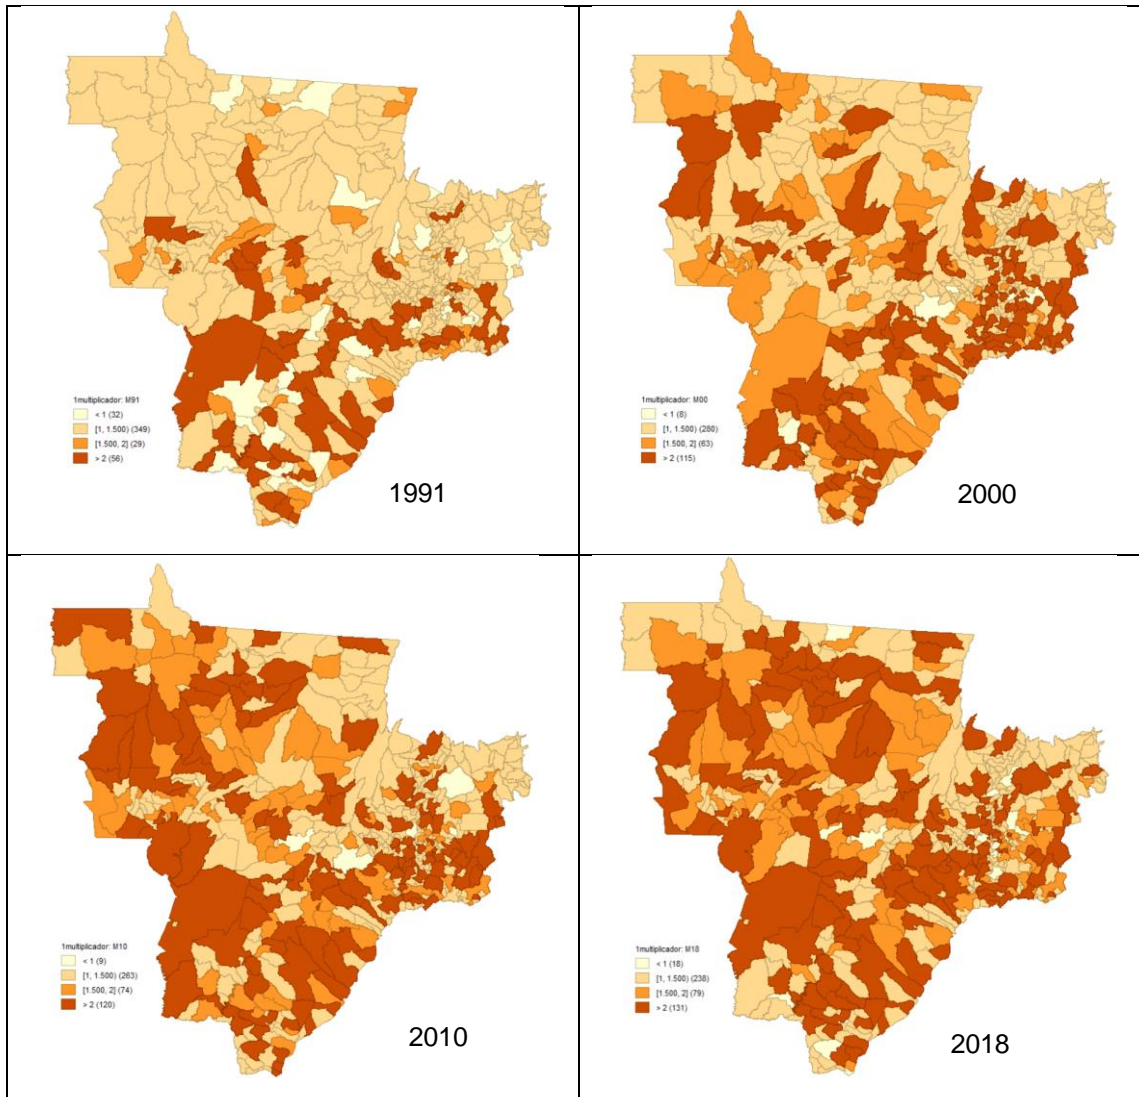 1multiplicador: M91
< 1 (32)
[1, 1.500) (349)
[1.500, 2] (29)
> 2 (56)
1991
1multiplicador: M00
< 1 (8)
[1, 1.500) (280)
[1.500, 2] (63)
> 2 (115)
2000
1multiplicador: M10
< 1 (9)
[1, 1.500) (263)
[1.500, 2] (74)
> 2 (120)
2010
1multiplicador: M18
< 1 (18)
[1, 1.500) (238)
[1.500, 2] (79)
> 2 (131)
2018